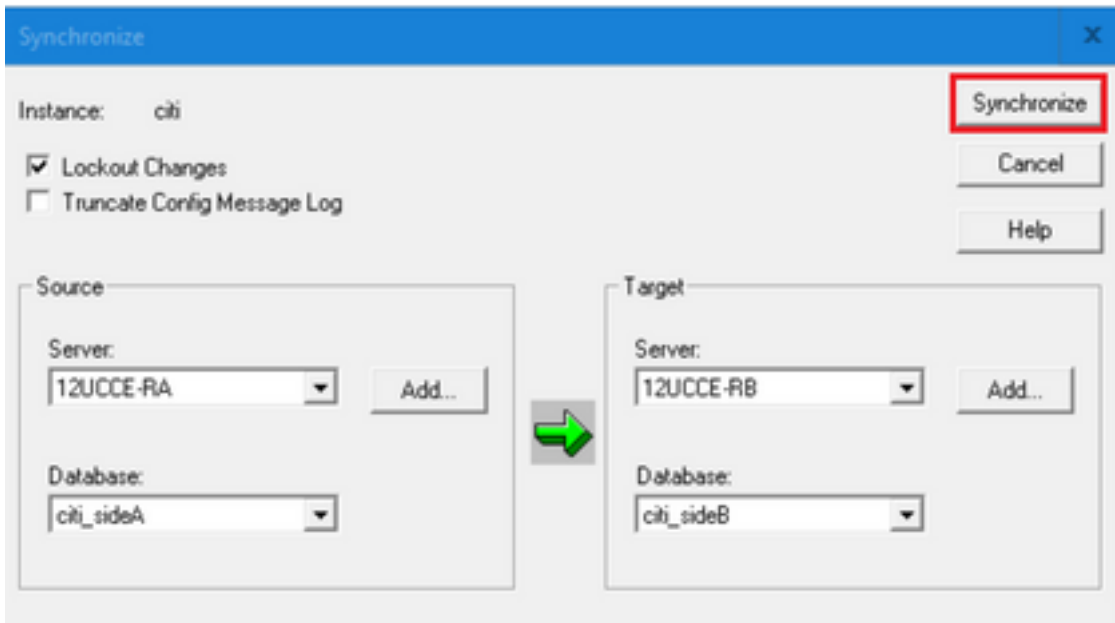 Synchronize
x
Instance: citi
Synchronize
Lockout Changes
Cancel
Truncate Config Message Log
Help
Source
Server:
12UCCE-RA
Add...
Database:
citi_sideA
Target
Server:
12UCCE-RB
Add...
Database:
citi_sideB